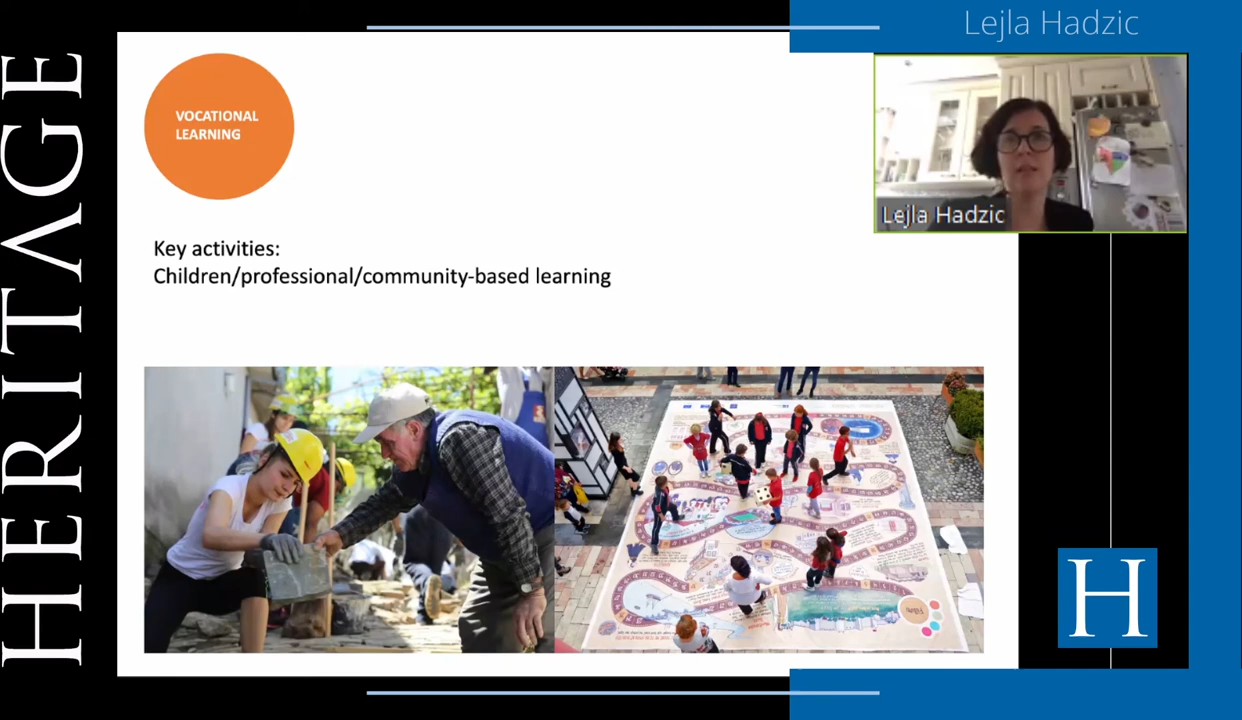 HERITAGE
Lejla Hadzic
VOCATIONAL
LEARNING
Lejla Hadzic
Key activities:
Children/professional/community-based learning
H